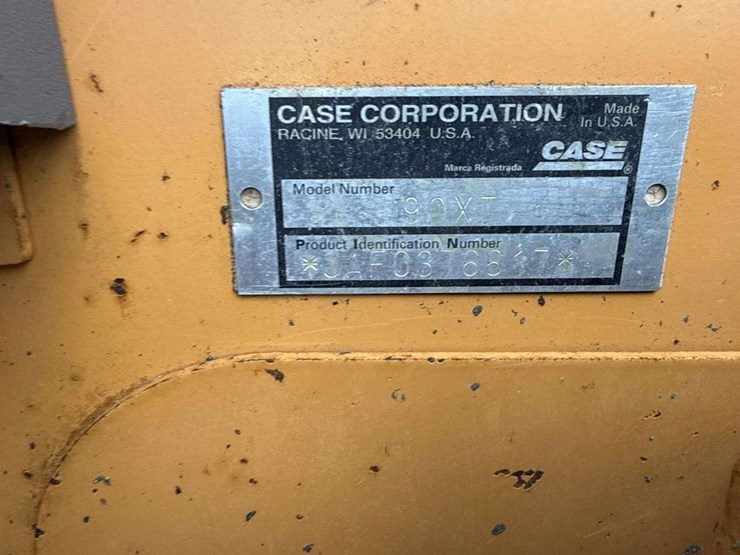 CASE CORPORATION
Made
In U.S.A.
RACINE, WI 53404 U.S.A.
CASE
®
Marca Registrada
Model Number
90XT
Product Identification Number